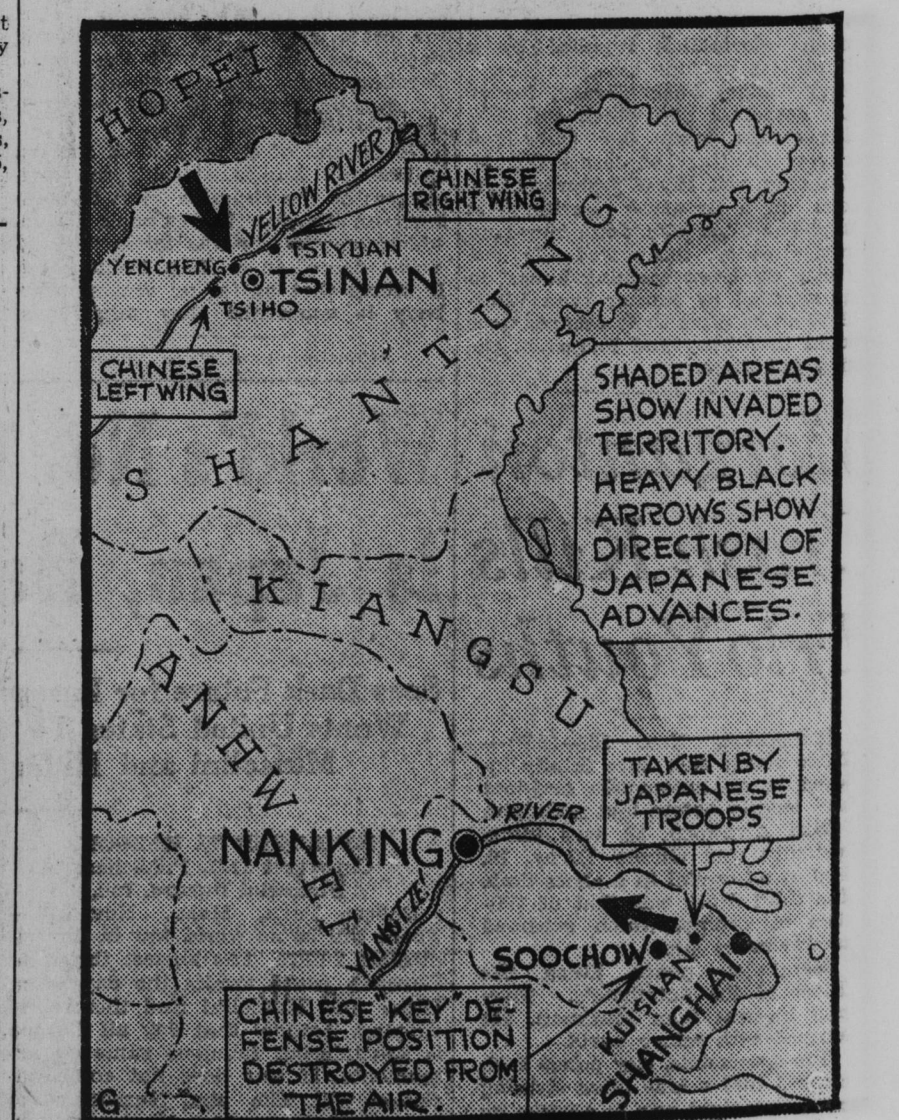 HOPEI
YELLOW RIVER
CHINESE
RIGHT WING
TSIYUAN
YENCHENG
TSINAN
TSIHO
CHINESE
LEFT WING
SHANTUNG
SHADED AREAS
SHOW INVADED
TERRITORY.
HEAVY BLACK
ARROWS SHOW
DIRECTION OF
JAPANESE
ADVANCES.
KIANGSU
ANHWEI
TAKEN BY
JAPANESE
TROOPS
RIVER
NANKING
YANGTZE
SOOCHOW
KUISHAN
SHANGHAI
CHINESE "KEY" DE-
FENSE POSITION
DESTROYED FROM
THE AIR.
G